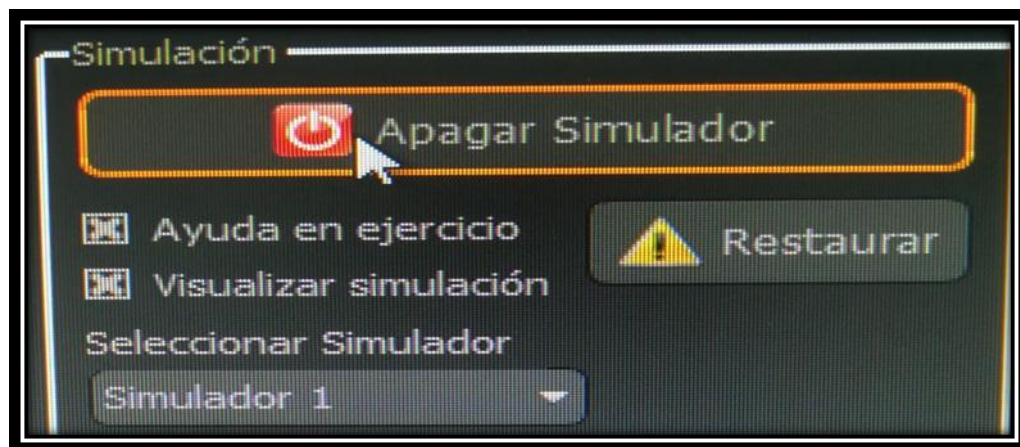 Simulación
Apagar Simulador
Ayuda en ejercicio
Restaurar
Visualizar simulación
Seleccionar Simulador
Simulador 1